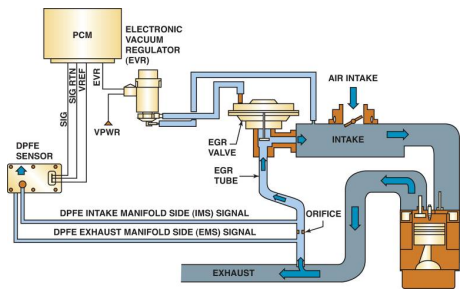 PCM
ELECTRONIC
VACUUM
REGULATOR
(EVR)
SIG
SIG RTN
VREF
EVR
VPWR
AIR INTAKE
INTAKE
EGR
VALVE
EGR
TUBE
DPFE
SENSOR
ORIFICE
DPFE INTAKE MANIFOLD SIDE (IMS) SIGNAL
DPFE EXHAUST MANIFOLD SIDE (EMS) SIGNAL
EXHAUST